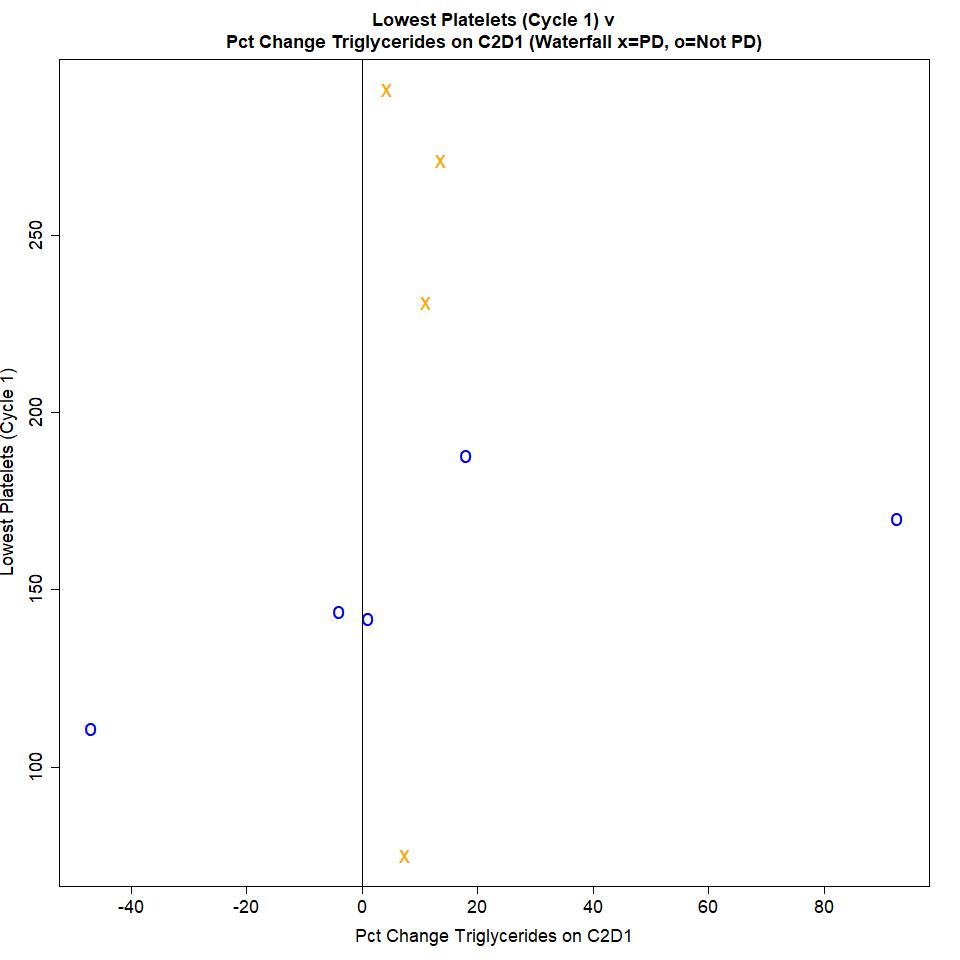 Lowest Platelets (Cycle 1) v
Pct Change Triglycerides on C2D1 (Waterfall x=PD, o=Not PD)
X
X
250
X
200
O
Lowest Platelets (Cycle 1)
O
150
O
O
O
100
X
-40 -20 0 20 40 60 80
Pct Change Triglycerides on C2D1